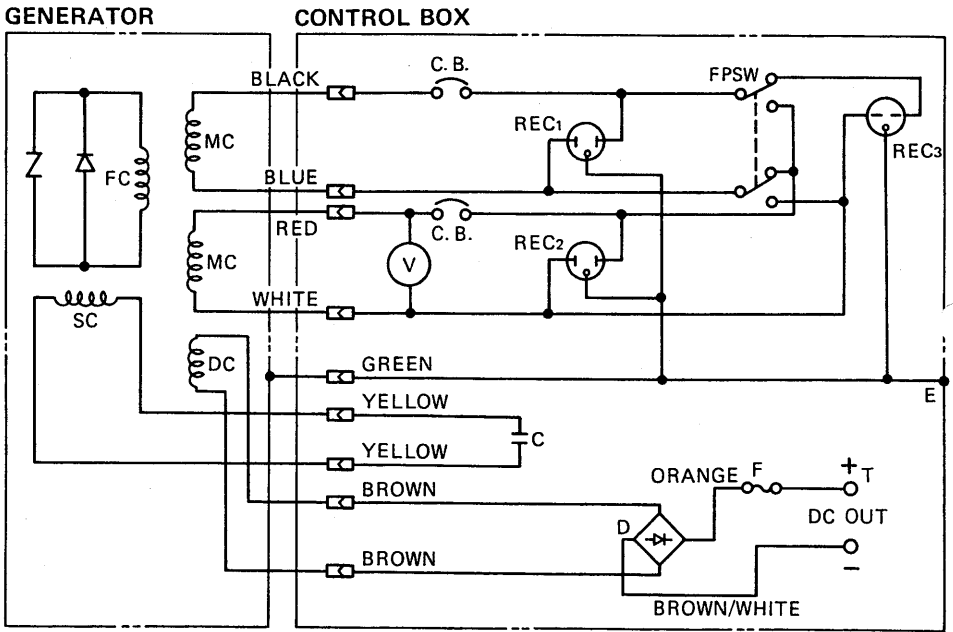 GENERATOR
CONTROL BOX
BLACK
C. B.
FPSW
MC
REC1
REC3
FC
BLUE
RED
C. B.
REC2
MC
V
WHITE
SC
DC
GREEN
E
YELLOW
C
YELLOW
BROWN
ORANGE F + T
D
DC OUT
BROWN
−
BROWN/WHITE